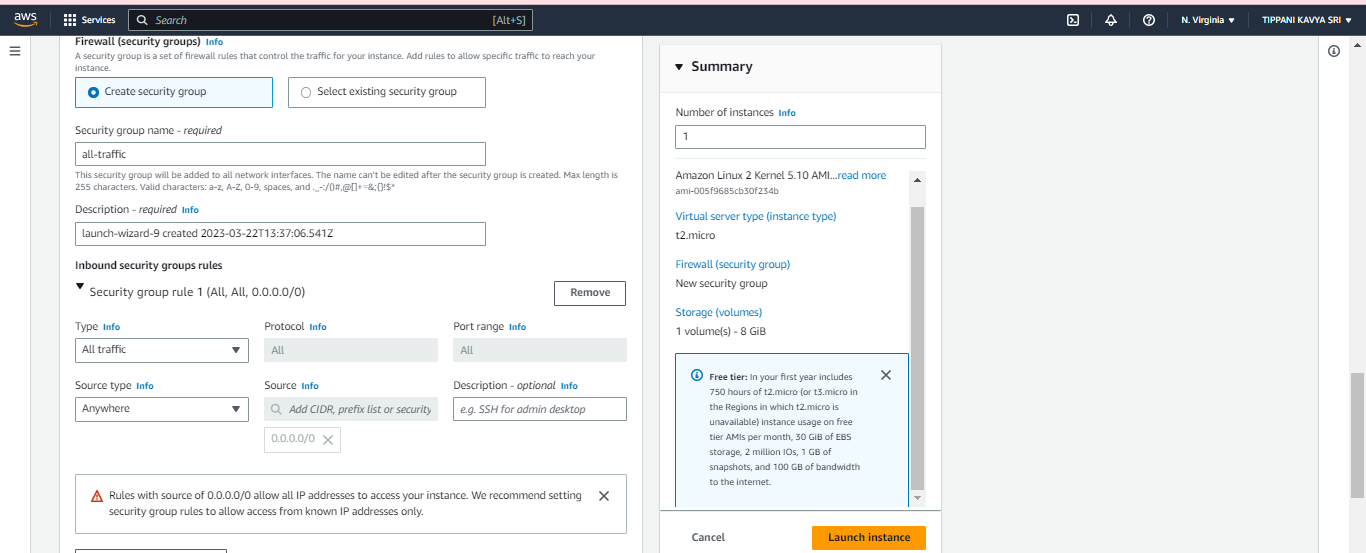 aws
Services
Search
[Alt+S]
N. Virginia
TIPPANI KAVYA SRI
Firewall (security groups) Info
A security group is a set of firewall rules that control the traffic for your instance. Add rules to allow specific traffic to reach your
instance.
Create security group
Select existing security group
Security group name - required
all-traffic
This security group will be added to all network interfaces. The name can't be edited after the security group is created. Max length is
255 characters. Valid characters: a-z, A-Z, 0-9, spaces, and ._-:/()#,@[]+=&;{}!$*
Description - required Info
launch-wizard-9 created 2023-03-22T13:37:06.541Z
Inbound security groups rules
Security group rule 1 (All, All, 0.0.0.0/0)
Remove
Type Info
Protocol Info
Port range Info
All traffic
All
All
Source type Info
Source Info
Description - optional Info
Anywhere
Add CIDR, prefix list or security
e.g. SSH for admin desktop
0.0.0.0/0
Rules with source of 0.0.0.0/0 allow all IP addresses to access your instance. We recommend setting
security group rules to allow access from known IP addresses only.
Summary
Number of instances Info
1
Amazon Linux 2 Kernel 5.10 AMI...read more
ami-005f9685cb30f234b
Virtual server type (instance type)
t2.micro
Firewall (security group)
New security group
Storage (volumes)
1 volume(s) - 8 GiB
Free tier: In your first year includes
750 hours of t2.micro (or t3.micro in
the Regions in which t2.micro is
unavailable) instance usage on free
tier AMIs per month, 30 GiB of EBS
storage, 2 million IOs, 1 GB of
snapshots, and 100 GB of bandwidth
to the internet.
Cancel
Launch instance